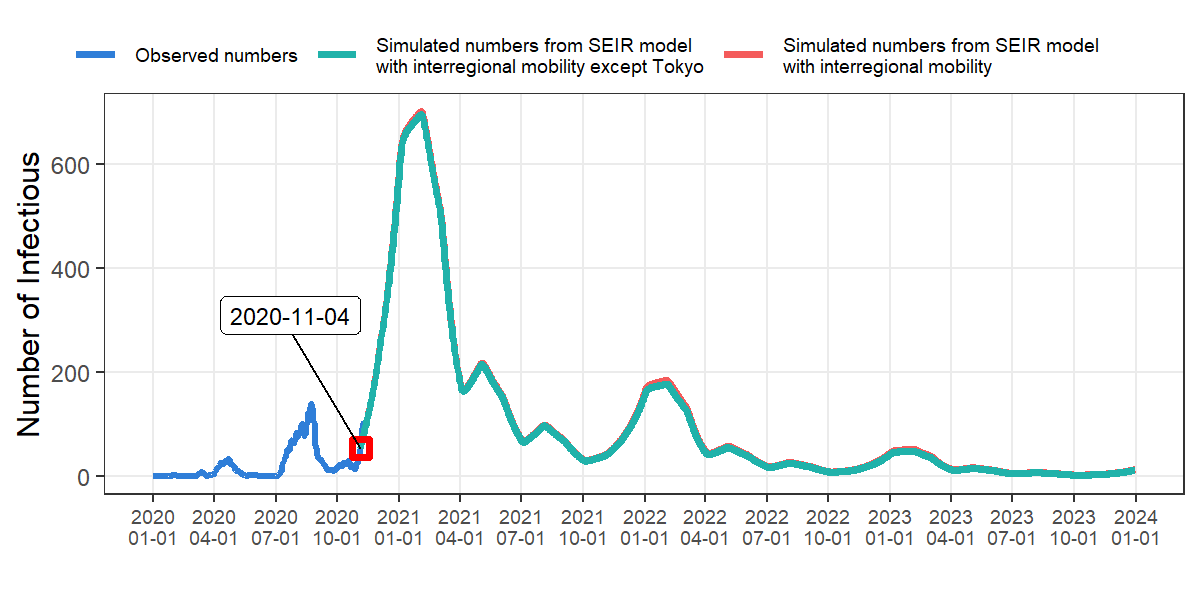 Observed numbers
Simulated numbers from SEIR model
with interregional mobility except Tokyo
Simulated numbers from SEIR model
with interregional mobility
Number of Infectious
600
400
200
0
2020-11-04
2020 2020 2020 2020 2021 2021 2021 2021 2022 2022 2022 2022 2023 2023 2023 2023 2024
01-01 04-01 07-01 10-01 01-01 04-01 07-01 10-01 01-01 04-01 07-01 10-01 01-01 04-01 07-01 10-01 01-01